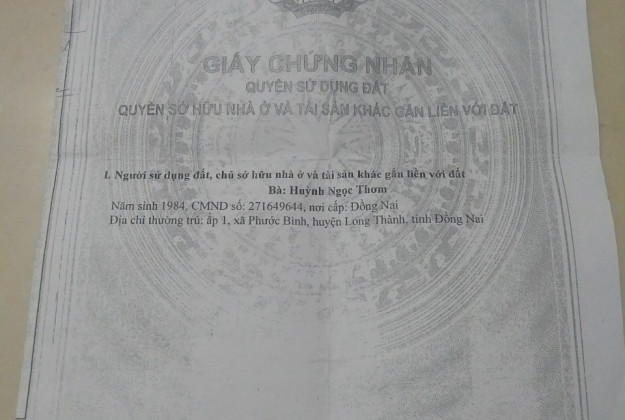 GIẤY CHỨNG NHẬN
QUYỀN SỬ DỤNG ĐẤT
QUYỀN SỞ HỮU NHÀ Ở VÀ TÀI SẢN KHÁC GẮN LIỀN VỚI ĐẤT
I. Người sử dụng đất, chủ sở hữu nhà ở và tài sản khác gắn liền với đất
Bà: Huỳnh Ngọc Thơm
Năm sinh 1984, CMND số: 271649644, nơi cấp: Đồng Nai
Địa chỉ thường trú: ấp 1, xã Phước Bình, huyện Long Thành, tỉnh Đồng Nai